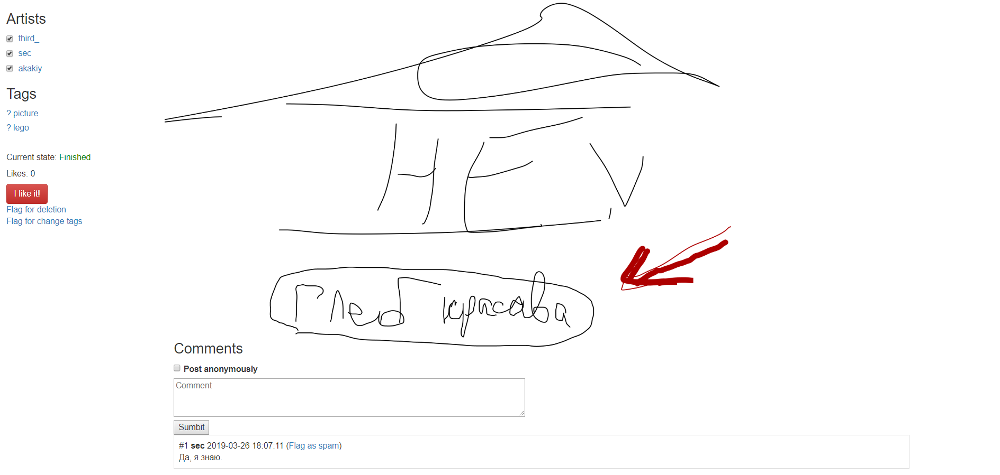 Artists
third_
sec
akakiy
Tags
? picture
? lego
Current state: Finished
Likes: 0
I like it!
Flag for deletion
Flag for change tags
HEV
Глеб красава
Comments
Post anonymously
Comment
Sumbit
#1 sec 2019-03-26 18:07:11 (Flag as spam)
Да, я знаю.